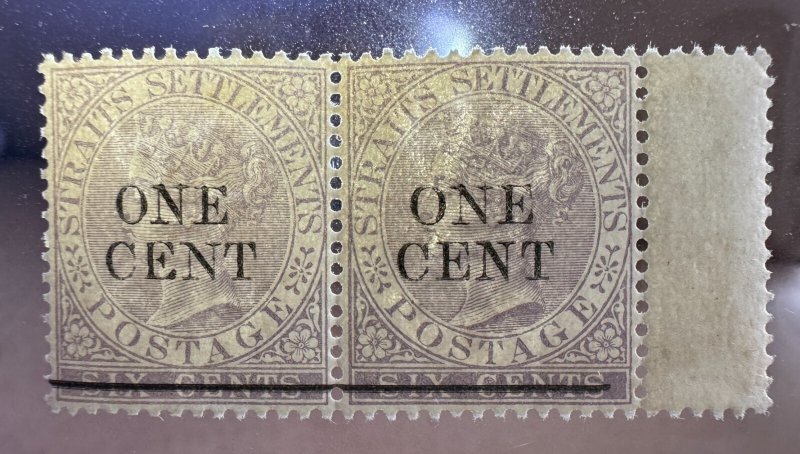 STRAITS SETTLEMENTS
ONE
CENT
POSTAGE
SIX CENTS
STRAITS SETTLEMENTS
ONE
CENT
POSTAGE
SIX CENTS